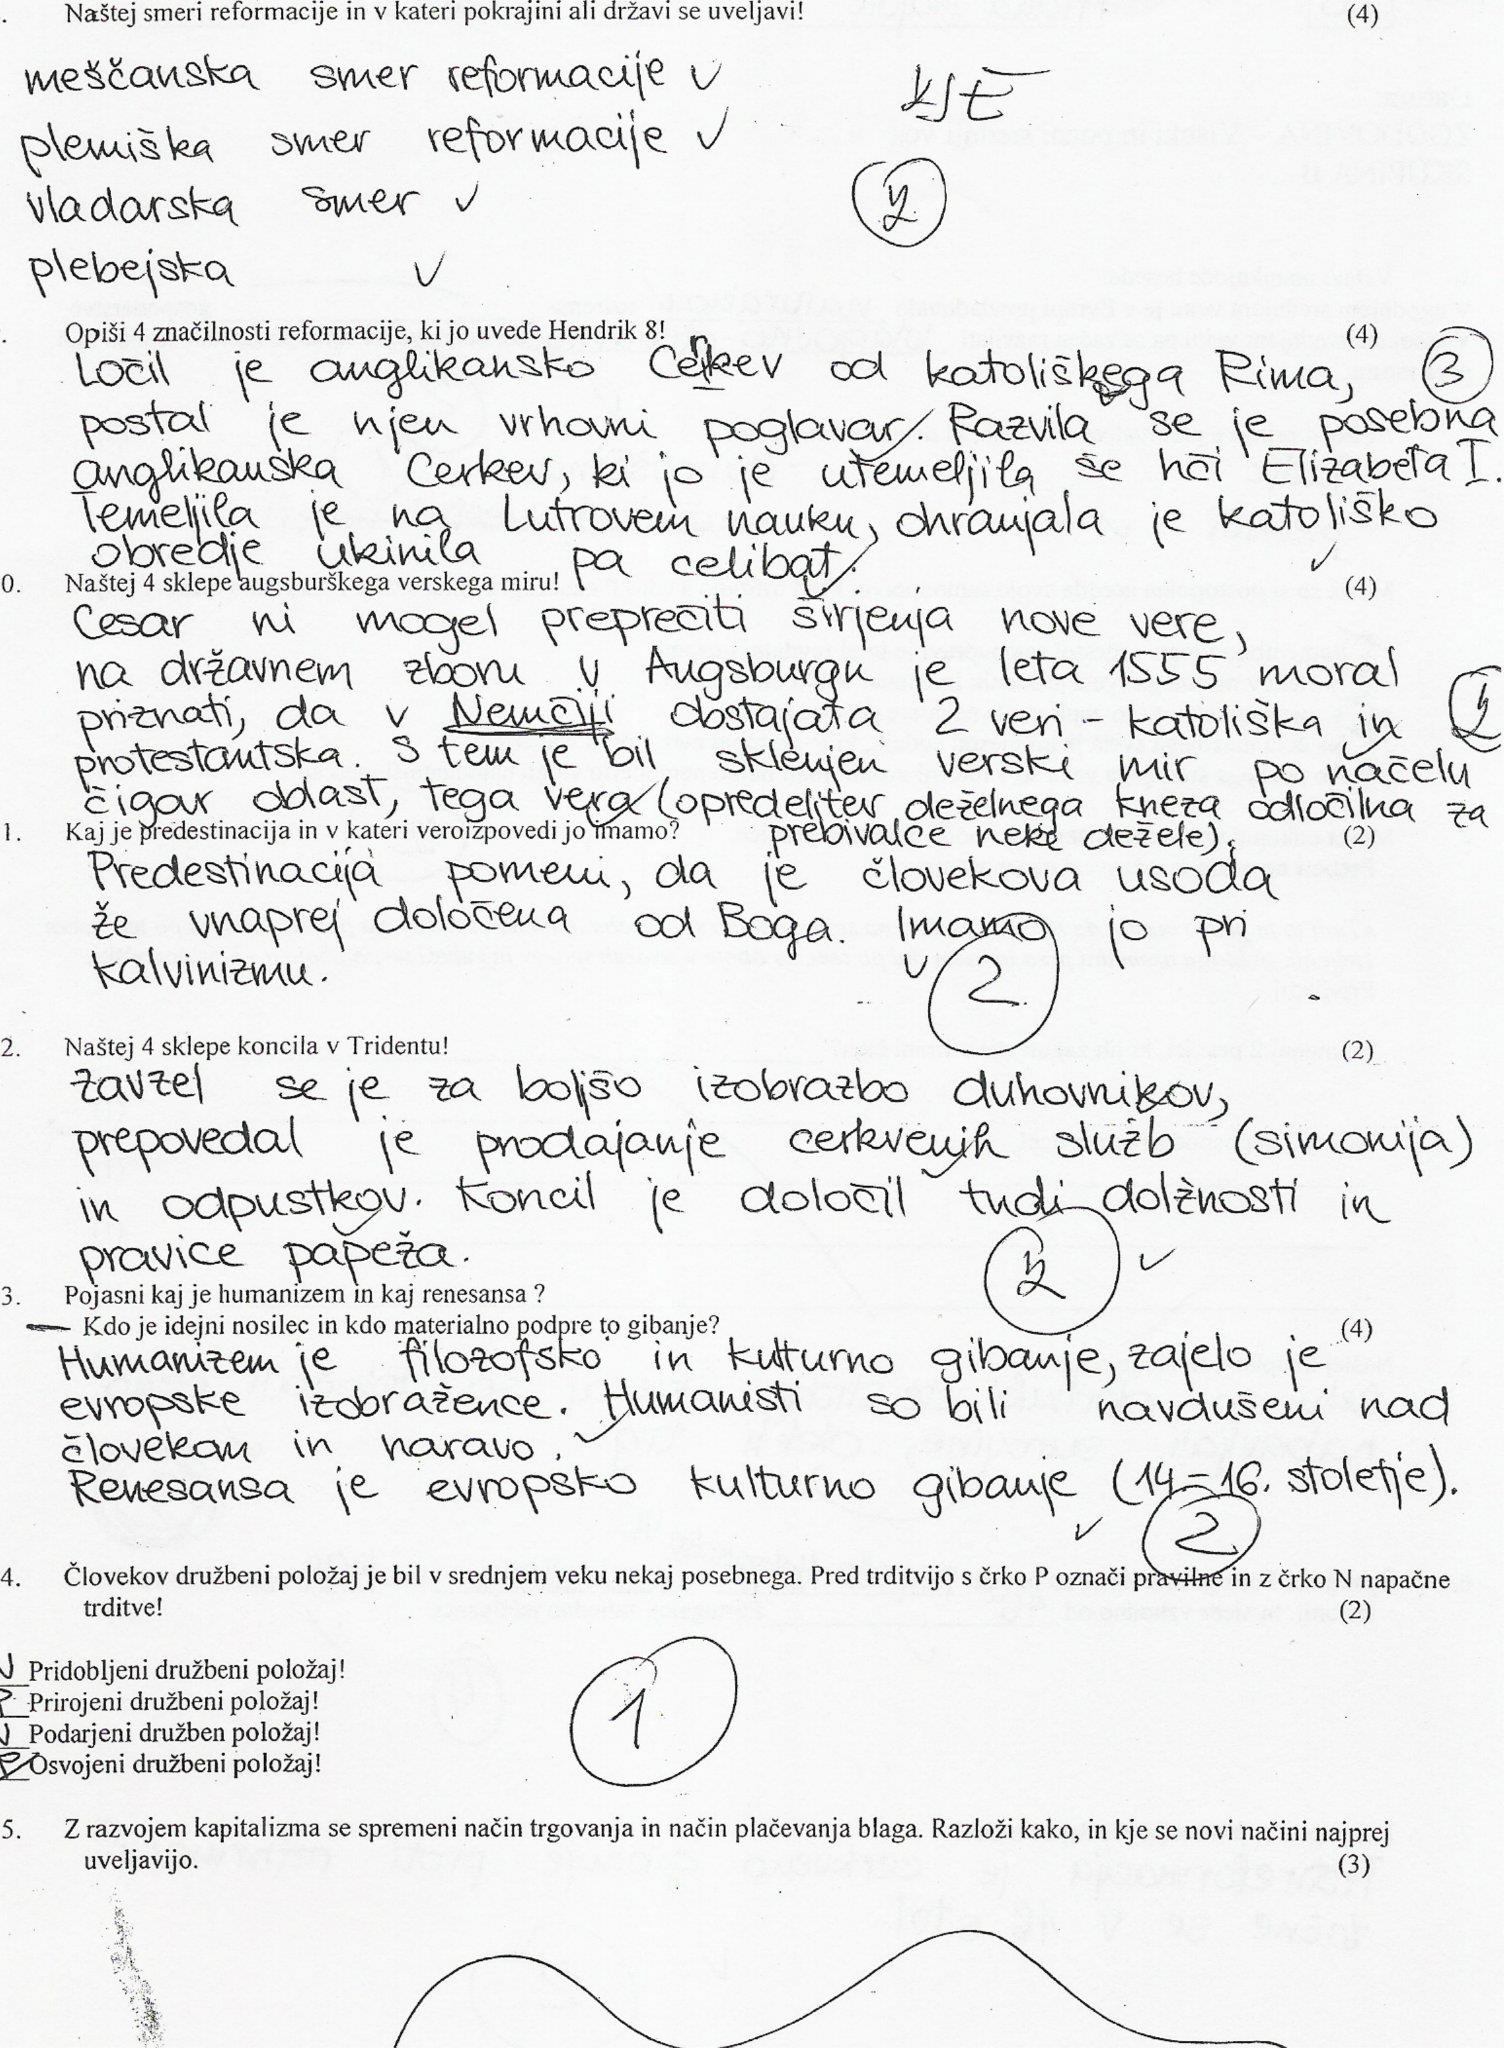 . Naštej smeri reformacije in v kateri pokrajini ali državi se uveljavi! (4)
meščanska smer reformacije ✓ KJE
plemiška smer reformacije ✓
vladarska smer ✓
plebejska ✓
. Opiši 4 značilnosti reformacije, ki jo uvede Hendrik 8! (4)
Ločil je anglikansko Cerkev od katoliškega Rima, 3
postal je njen vrhovni poglavar. Razvila se je posebna
anglikanska Cerkev, ki jo je utemeljila še hči Elizabeta I.
Temeljila je na Lutrovem nauku, ohranjala je katoliško
obredje ukinila pa celibat.
0. Naštej 4 sklepe augsburškega verskega miru! (4)
Cesar ni mogel preprečiti širjenja nove vere,
na državnem zboru v Augsburgu je leta 1555 moral
priznati, da v Nemčiji obstajata 2 veri - katoliška in
protestantska. S tem je bil sklenjen verski mir po načelu
čigar oblast, tega vera (opredelitev deželnega kneza odločilna za
1. Kaj je predestinacija in v kateri veroizpovedi jo imamo? prebivalce neke dežele). (2)
Predestinacija pomeni, da je človekova usoda
že vnaprej določena od Boga. Imamo jo pri
kalvinizmu. ✓ 2
2. Naštej 4 sklepe koncila v Tridentu! (2)
Zavzel se je za boljšo izobrazbo duhovnikov,
prepovedal je prodajanje cerkvenih služb (simonija)
in odpustkov. Koncil je določil tudi dolžnosti in
pravice papeža. ✓
3. Pojasni kaj je humanizem in kaj renesansa ?
— Kdo je idejni nosilec in kdo materialno podpre to gibanje? (4)
Humanizem je filozofsko in kulturno gibanje, zajelo je
evropske izobražence. Humanisti so bili navdušeni nad
človekom in naravo.
Renesansa je evropsko kulturno gibanje (14-16. stoletje).
✓ 2
4. Človekov družbeni položaj je bil v srednjem veku nekaj posebnega. Pred trditvijo s črko P označi pravilne in z črko N napačne
trditve! (2)
N Pridobljeni družbeni položaj!
P Prirojeni družbeni položaj!
N Podarjeni družben položaj!
P Osvojeni družbeni položaj!
1
5. Z razvojem kapitalizma se spremeni način trgovanja in način plačevanja blaga. Razloži kako, in kje se novi načini najprej
uveljavijo. (3)